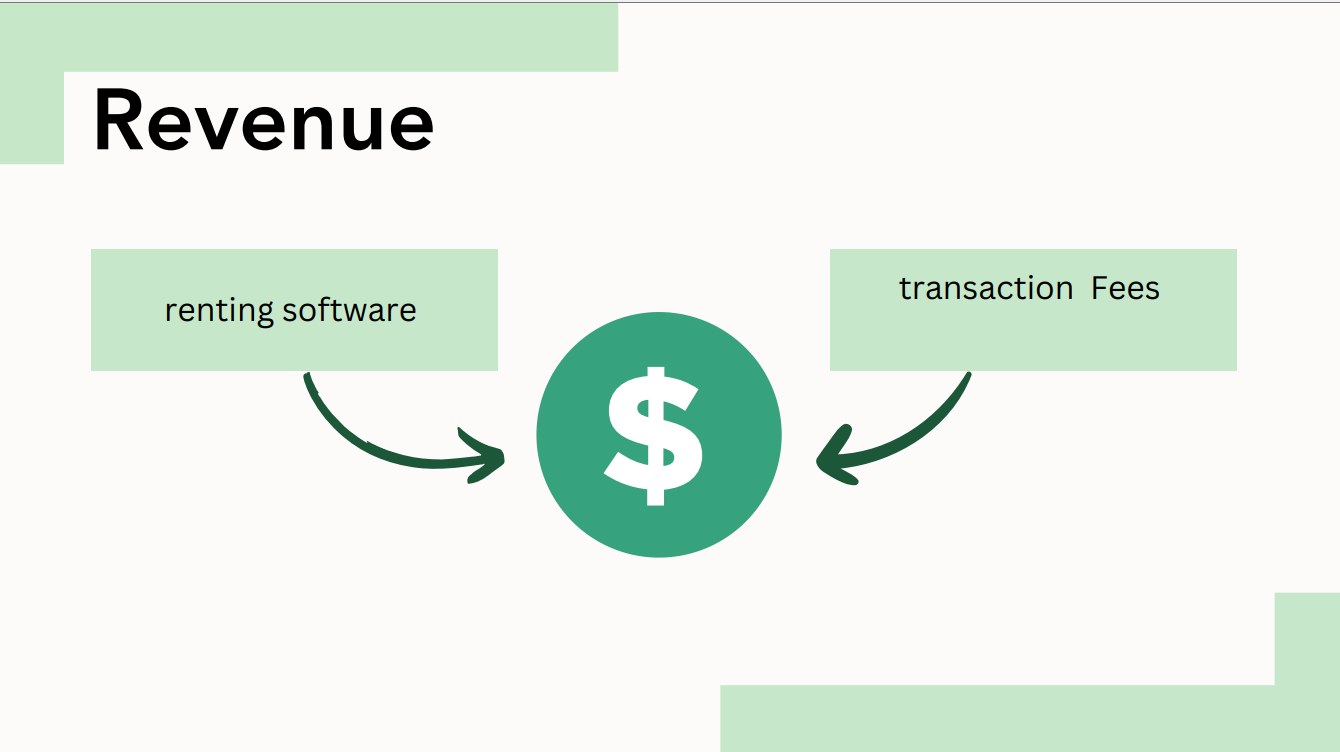 Revenue
renting software
transaction  Fees
$